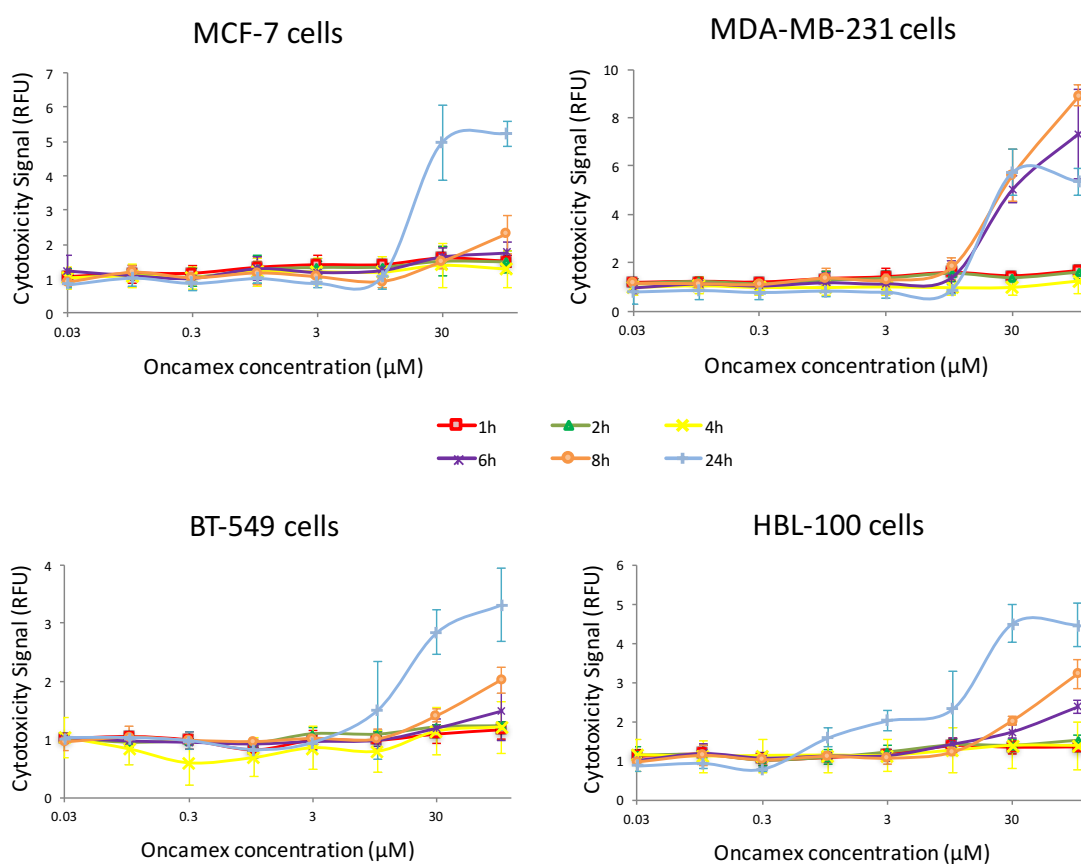 MCF-7 cells
MDA-MB-231 cells
Cytotoxicity Signal (RFU)
7
6
5
4
3
2
1
0
0.03
0.3
3
30
Oncamex concentration (µM)
Cytotoxicity Signal (RFU)
10
8
6
4
2
0
0.03
0.3
3
30
Oncamex concentration (µM)
1h
2h
4h
6h
8h
24h
BT-549 cells
HBL-100 cells
Cytotoxicity Signal (RFU)
4
3
2
1
0
0.03
0.3
3
30
Oncamex concentration (µM)
Cytotoxicity Signal (RFU)
6
5
4
3
2
1
0
0.03
0.3
3
30
Oncamex concentration (µM)